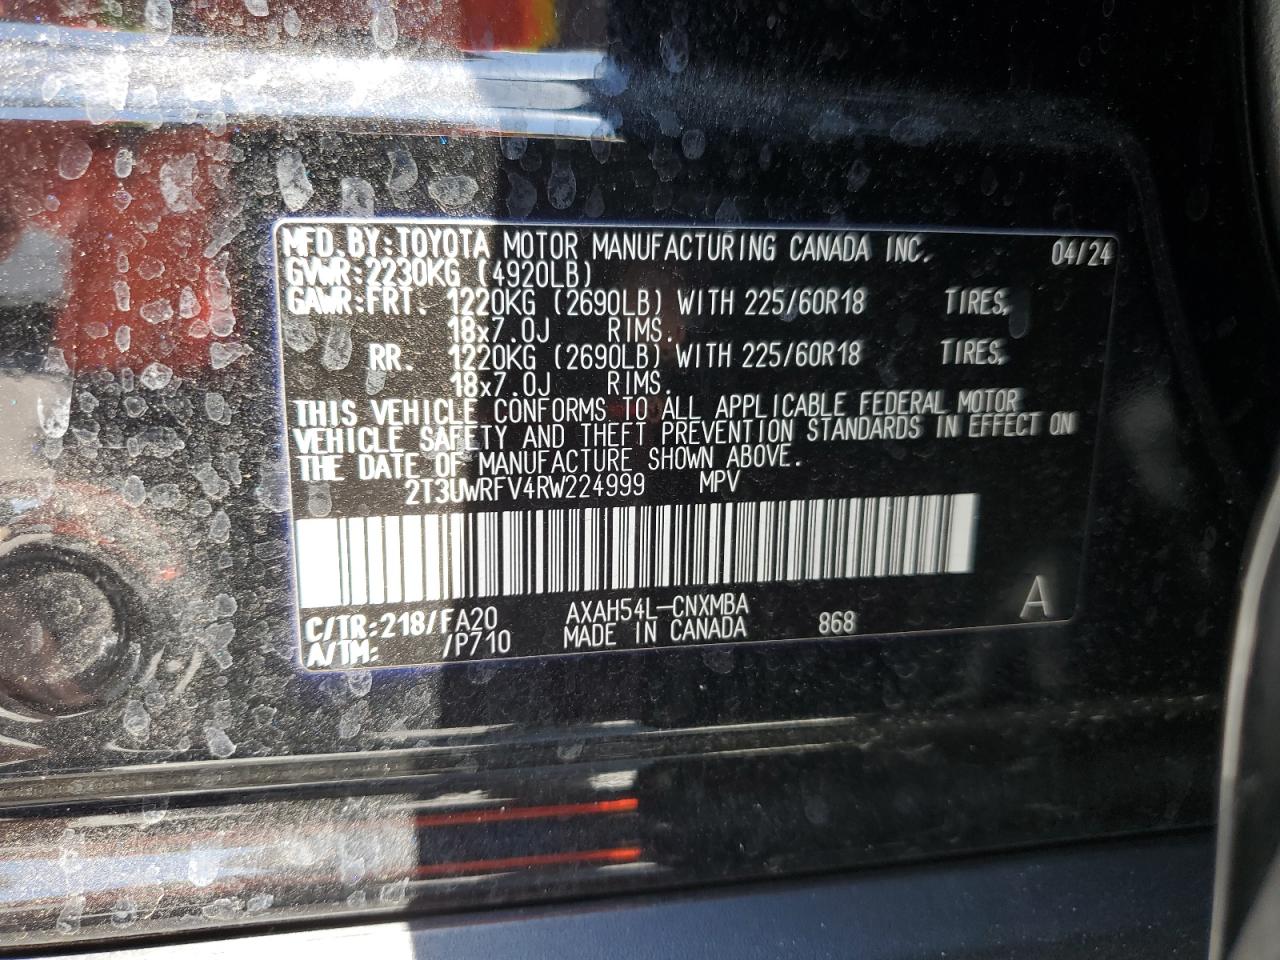 MFD.BY:TOYOTA MOTOR MANUFACTURING CANADA INC. 04/24
GVWR:2230KG (4920LB)
GAWR:FRT. 1220KG (2690LB) WITH 225/60R18 TIRES,
18x7.0J RIMS.
RR. 1220KG (2690LB) WITH 225/60R18 TIRES,
18x7.0J RIMS.
THIS VEHICLE CONFORMS TO ALL APPLICABLE FEDERAL MOTOR
VEHICLE SAFETY AND THEFT PREVENTION STANDARDS IN EFFECT ON
THE DATE OF MANUFACTURE SHOWN ABOVE.
2T3UWRFV4RW224999 MPV
C/TR:218/FA20 AXAH54L-CNXMBA 868 A
A/TM: /P710 MADE IN CANADA